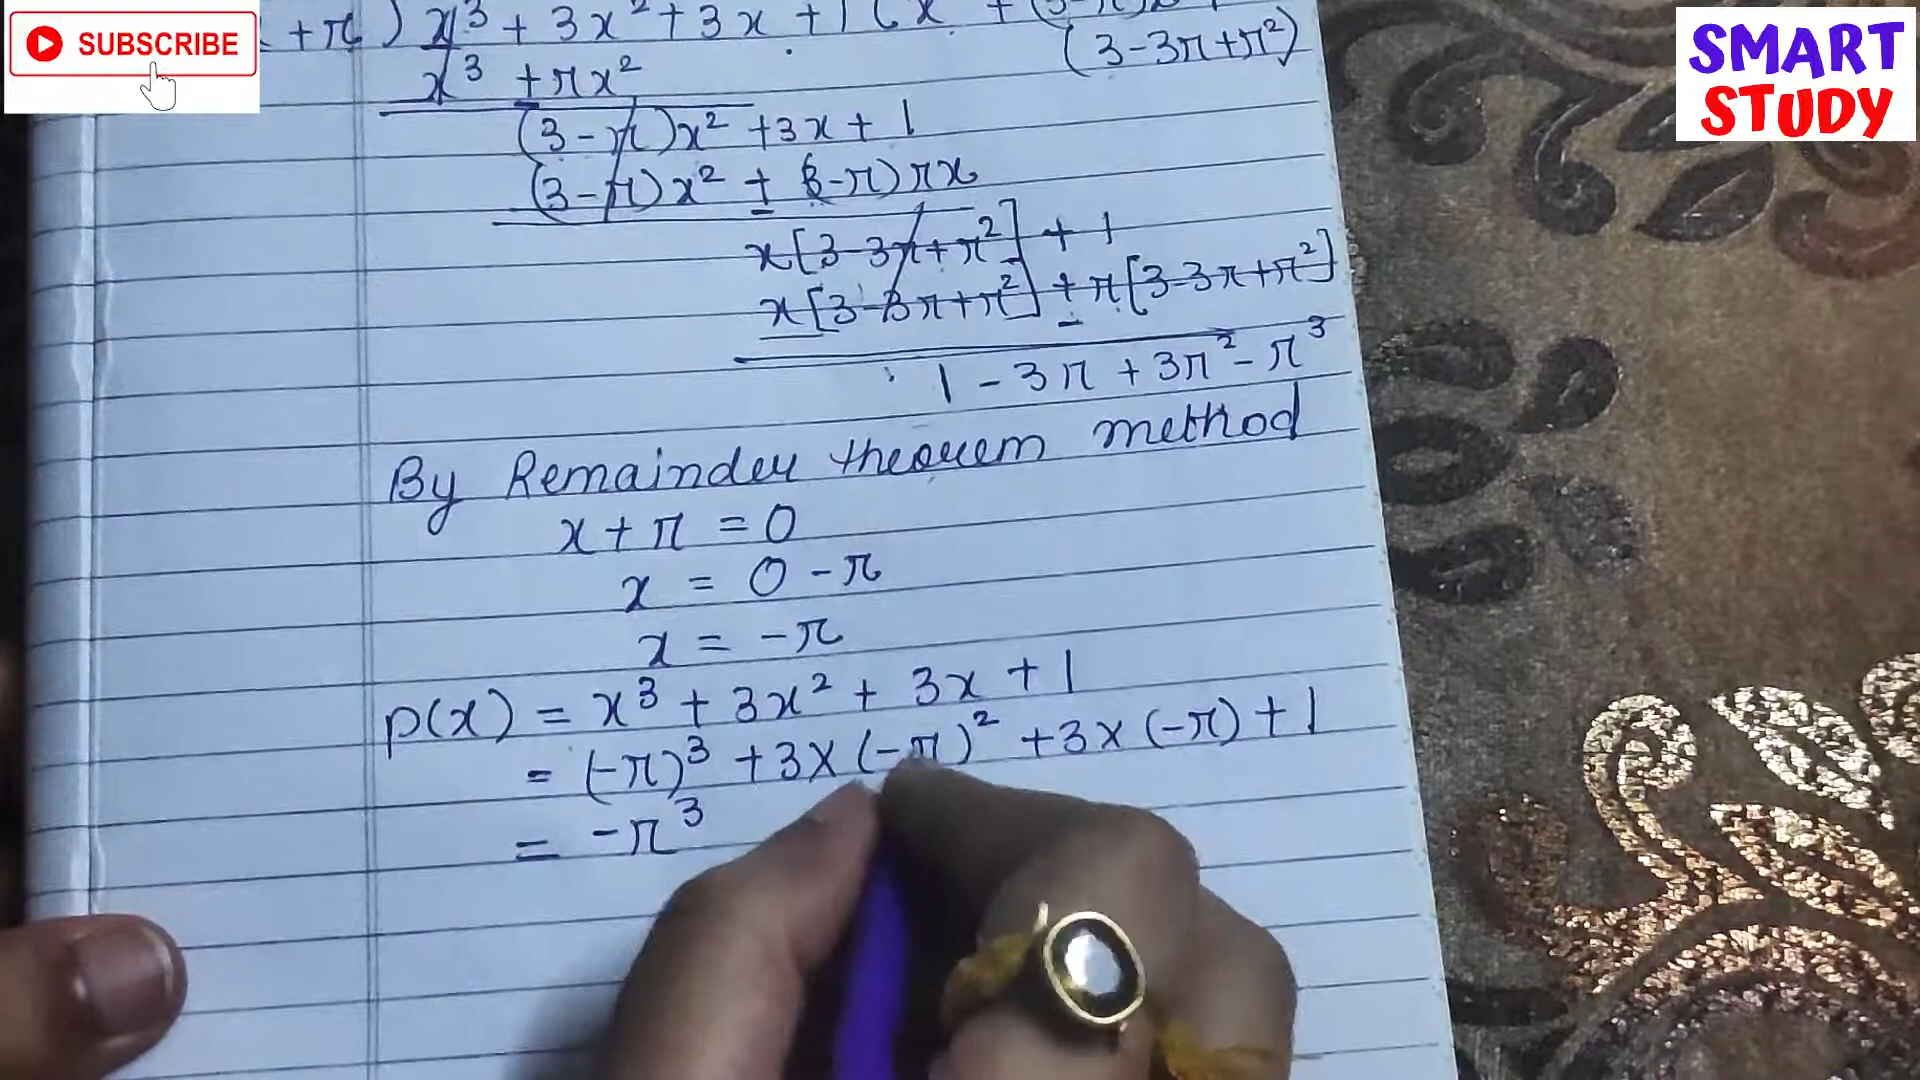 SUBSCRIBE
SMART
STUDY
+π) x³ + 3x² + 3x + 1 (
(3-3π+π²)
x³ + πx²
(3-π)x² + 3x + 1
(3-π)x² + (3-π)πx
x[3-3π+π²] + 1
x[3-3π+π²] + π[3-3π+π²]
1 - 3π + 3π² - π³
By Remainder theorem method
x + π = 0
x = 0 - π
x = -π
p(x) = x³ + 3x² + 3x + 1
= (-π)³ + 3×(-π)² + 3×(-π) + 1
= -π³